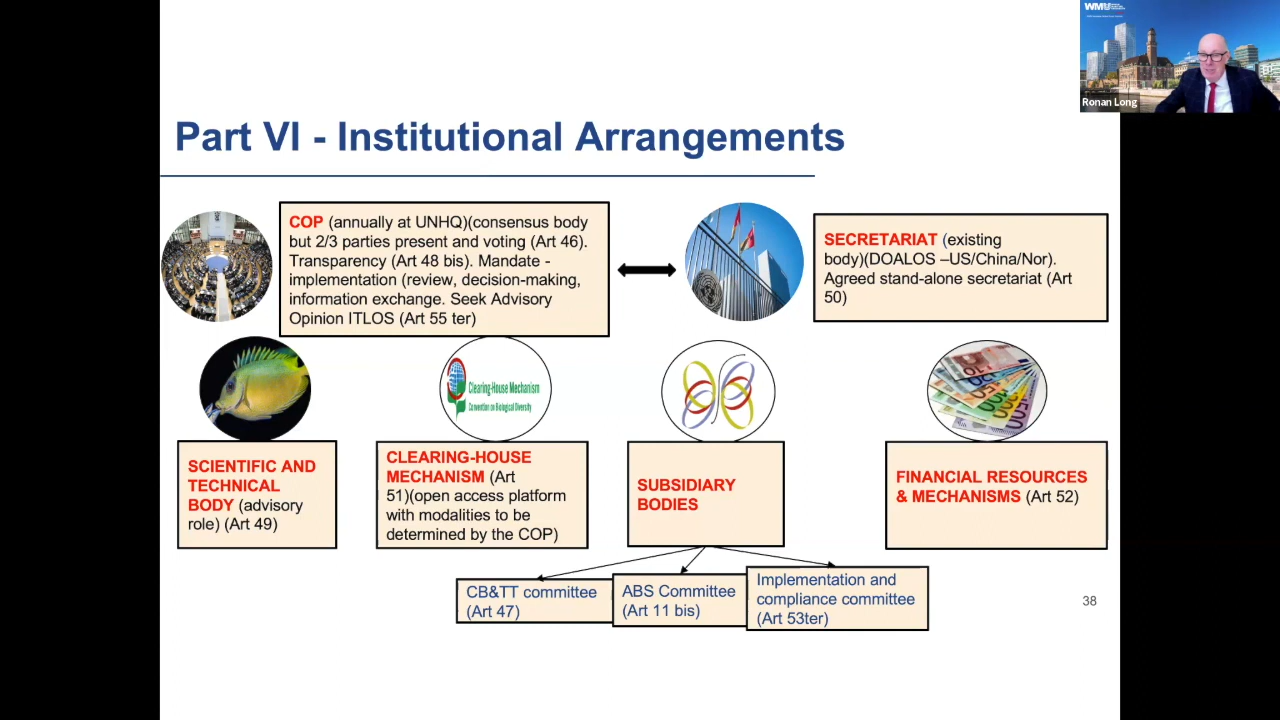 WMU
Ronan Long
Part VI - Institutional Arrangements
COP (annually at UNHQ)(consensus body
but 2/3 parties present and voting (Art 46).
Transparency (Art 48 bis). Mandate -
implementation (review, decision-making,
information exchange. Seek Advisory
Opinion ITLOS (Art 55 ter)
SECRETARIAT (existing
body)(DOALOS –US/China/Nor).
Agreed stand-alone secretariat (Art
50)
Clearing-House Mechanism
Convention on Biological Diversity
SCIENTIFIC AND
TECHNICAL
BODY (advisory
role) (Art 49)
CLEARING-HOUSE
MECHANISM (Art
51)(open access platform
with modalities to be
determined by the COP)
SUBSIDIARY
BODIES
FINANCIAL RESOURCES
& MECHANISMS (Art 52)
CB&TT committee
(Art 47)
ABS Committee
(Art 11 bis)
Implementation and
compliance committee
(Art 53ter)
38